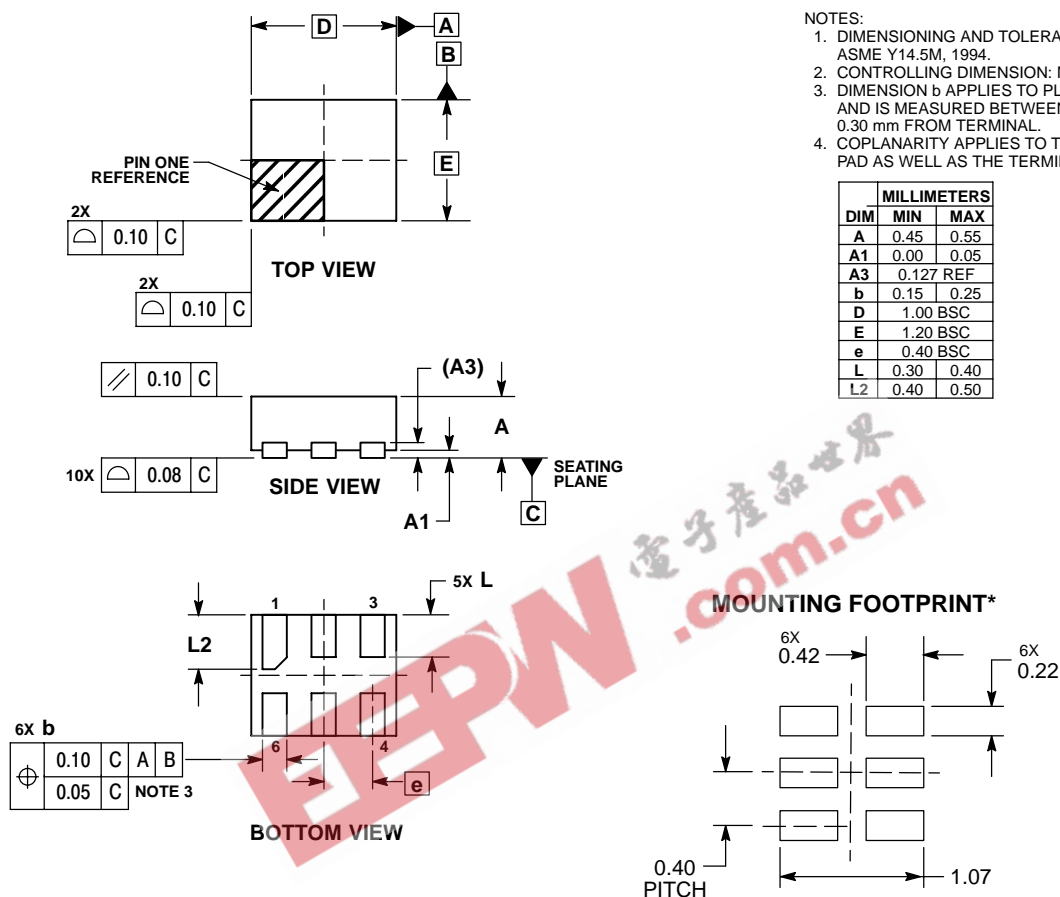 D
A
B
E
PIN ONE
REFERENCE
2X
0.10 C
TOP VIEW
2X
0.10 C
NOTES:
1. DIMENSIONING AND
ASME Y14.5M, 1994.
2. CONTROLLING DIMENSION:
3. DIMENSION b APPLIES TO
AND IS MEASURED
0.30 mm FROM TERMINAL.
4. COPLANARITY APPLIES TO
PAD AS WELL AS THE
MILLIMETERS
DIM MIN MAX
A 0.45 0.55
A1 0.00 0.05
A3 0.127 REF
b 0.15 0.25
D 1.00 BSC
E 1.20 BSC
e 0.40 BSC
L 0.30 0.40
L2 0.40 0.50
// 0.10 C
(A3)
A
10X 0.08 C
SIDE VIEW
A1
SEATING
PLANE
C
電子產品世界
EEPW .com.cn
5X L
1 3
L2
6 4
6X b
0.10 C A B
0.05 C NOTE 3
e
BOTTOM VIEW
MOUNTING FOOTPRINT*
6X
0.42
6X
0.22
0.40
PITCH
1.07